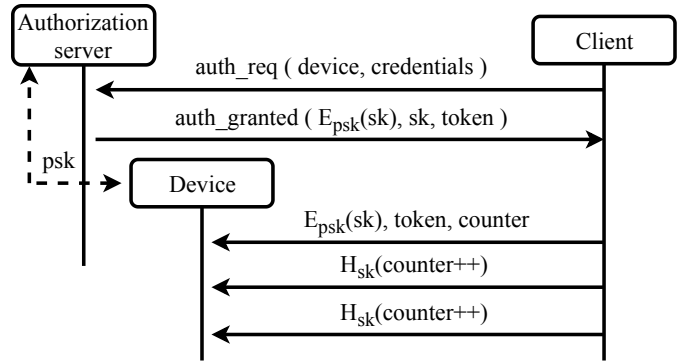 Authorization
server
Client
auth_req ( device, credentials )
auth_granted ( E_psk(sk), sk, token )
psk
Device
E_psk(sk), token, counter
H_sk(counter++)
H_sk(counter++)